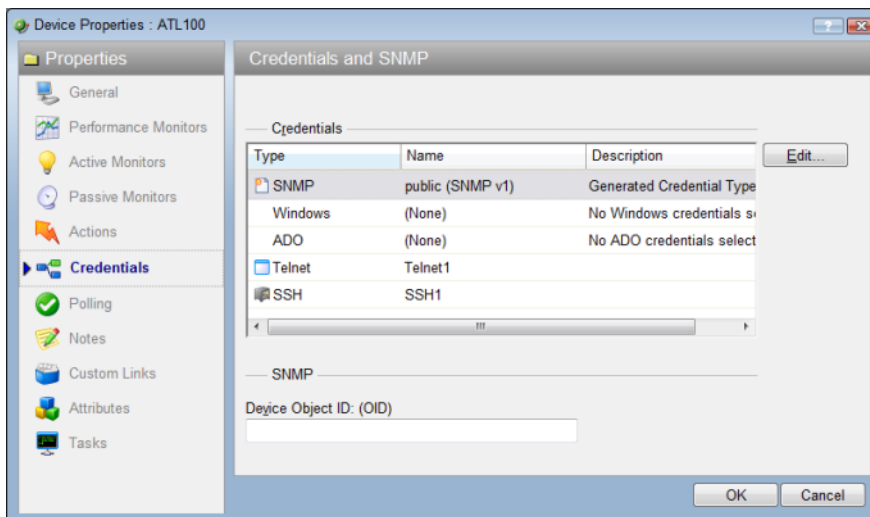 Device Properties : ATL100
Properties
General
Performance Monitors
Active Monitors
Passive Monitors
Actions
Credentials
Polling
Notes
Custom Links
Attributes
Tasks
Credentials and SNMP
Credentials
Type Name Description
SNMP public (SNMP v1) Generated Credential Type
Windows (None) No Windows credentials
ADO (None) No ADO credentials select
Telnet Telnet1
SSH SSH1
Edit...
SNMP
Device Object ID: (OID)
OK Cancel